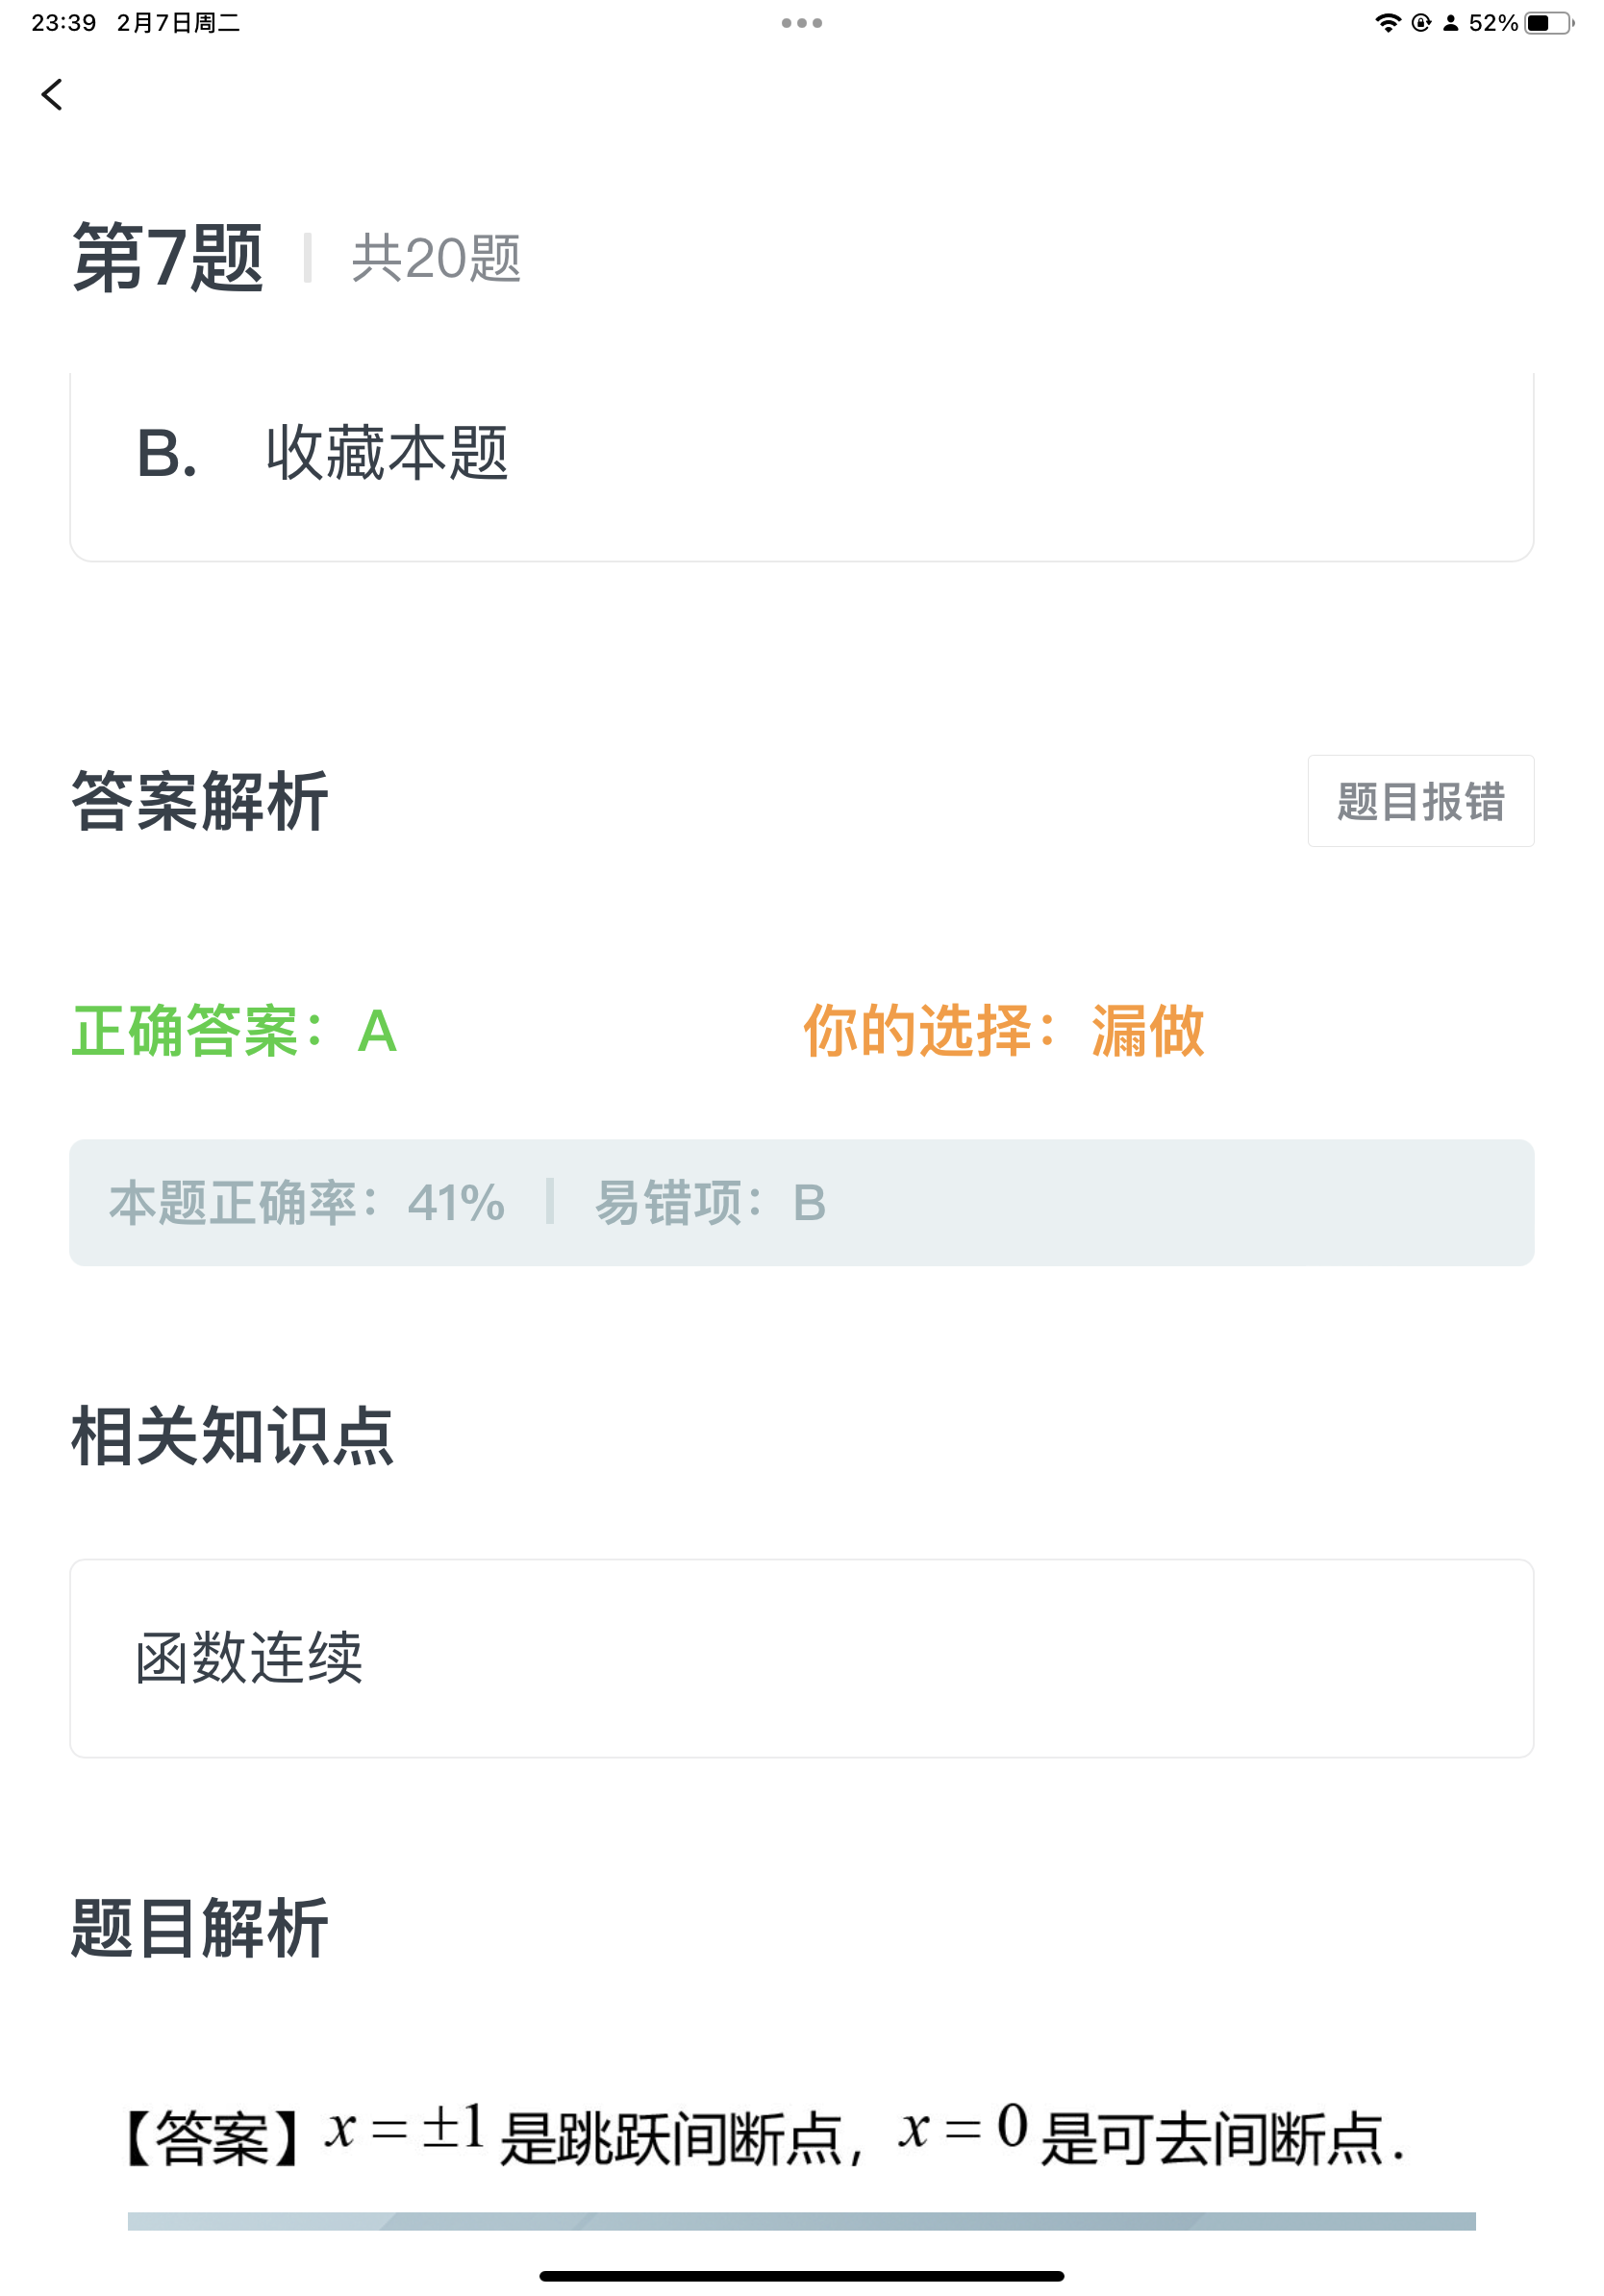 23:39 2月7日周二
52%
第7题 共20题
B. 收藏本题
答案解析
题目报错
正确答案：A
你的选择：漏做
本题正确率：41% 易错项：B
相关知识点
函数连续
题目解析
【答案】x = ±1是跳跃间断点，x = 0是可去间断点.